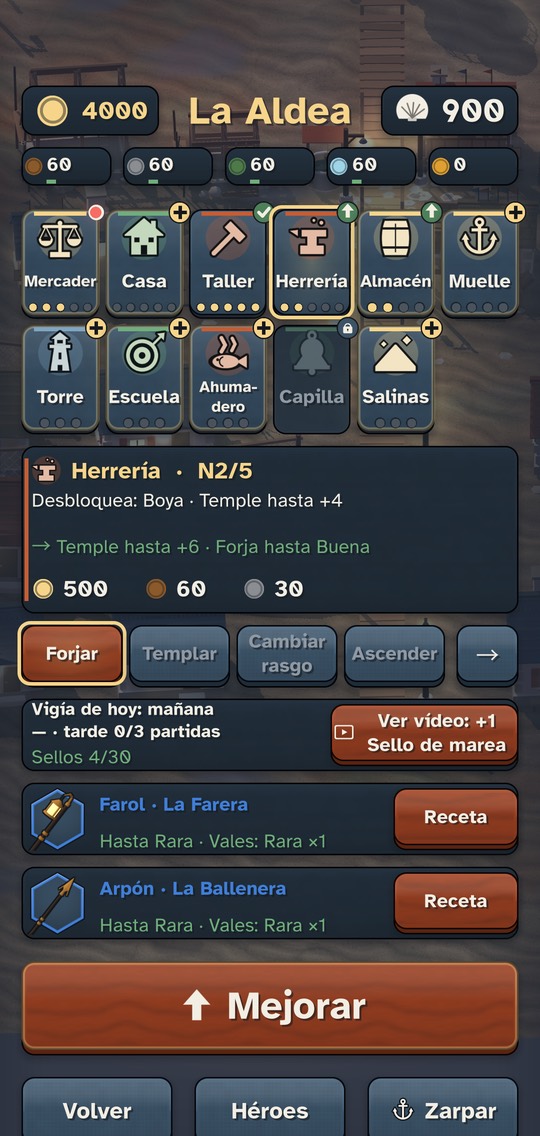 4000
La Aldea
900
60
60
60
60
0
Mercader
Casa
Taller
Herrería
Almacén
Muelle
Torre
Escuela
Ahuma-
dero
Capilla
Salinas
Herrería · N2/5
Desbloquea: Boya · Temple hasta +4
→ Temple hasta +6 · Forja hasta Buena
500
60
30
Forjar
Templar
Cambiar
rasgo
Ascender
→
Vigía de hoy: mañana
— · tarde 0/3 partidas
Sellos 4/30
Ver vídeo: +1
Sello de marea
Farol · La Farera
Hasta Rara · Vales: Rara ×1
Receta
Arpón · La Ballenera
Hasta Rara · Vales: Rara ×1
Receta
Mejorar
Volver
Héroes
Zarpar